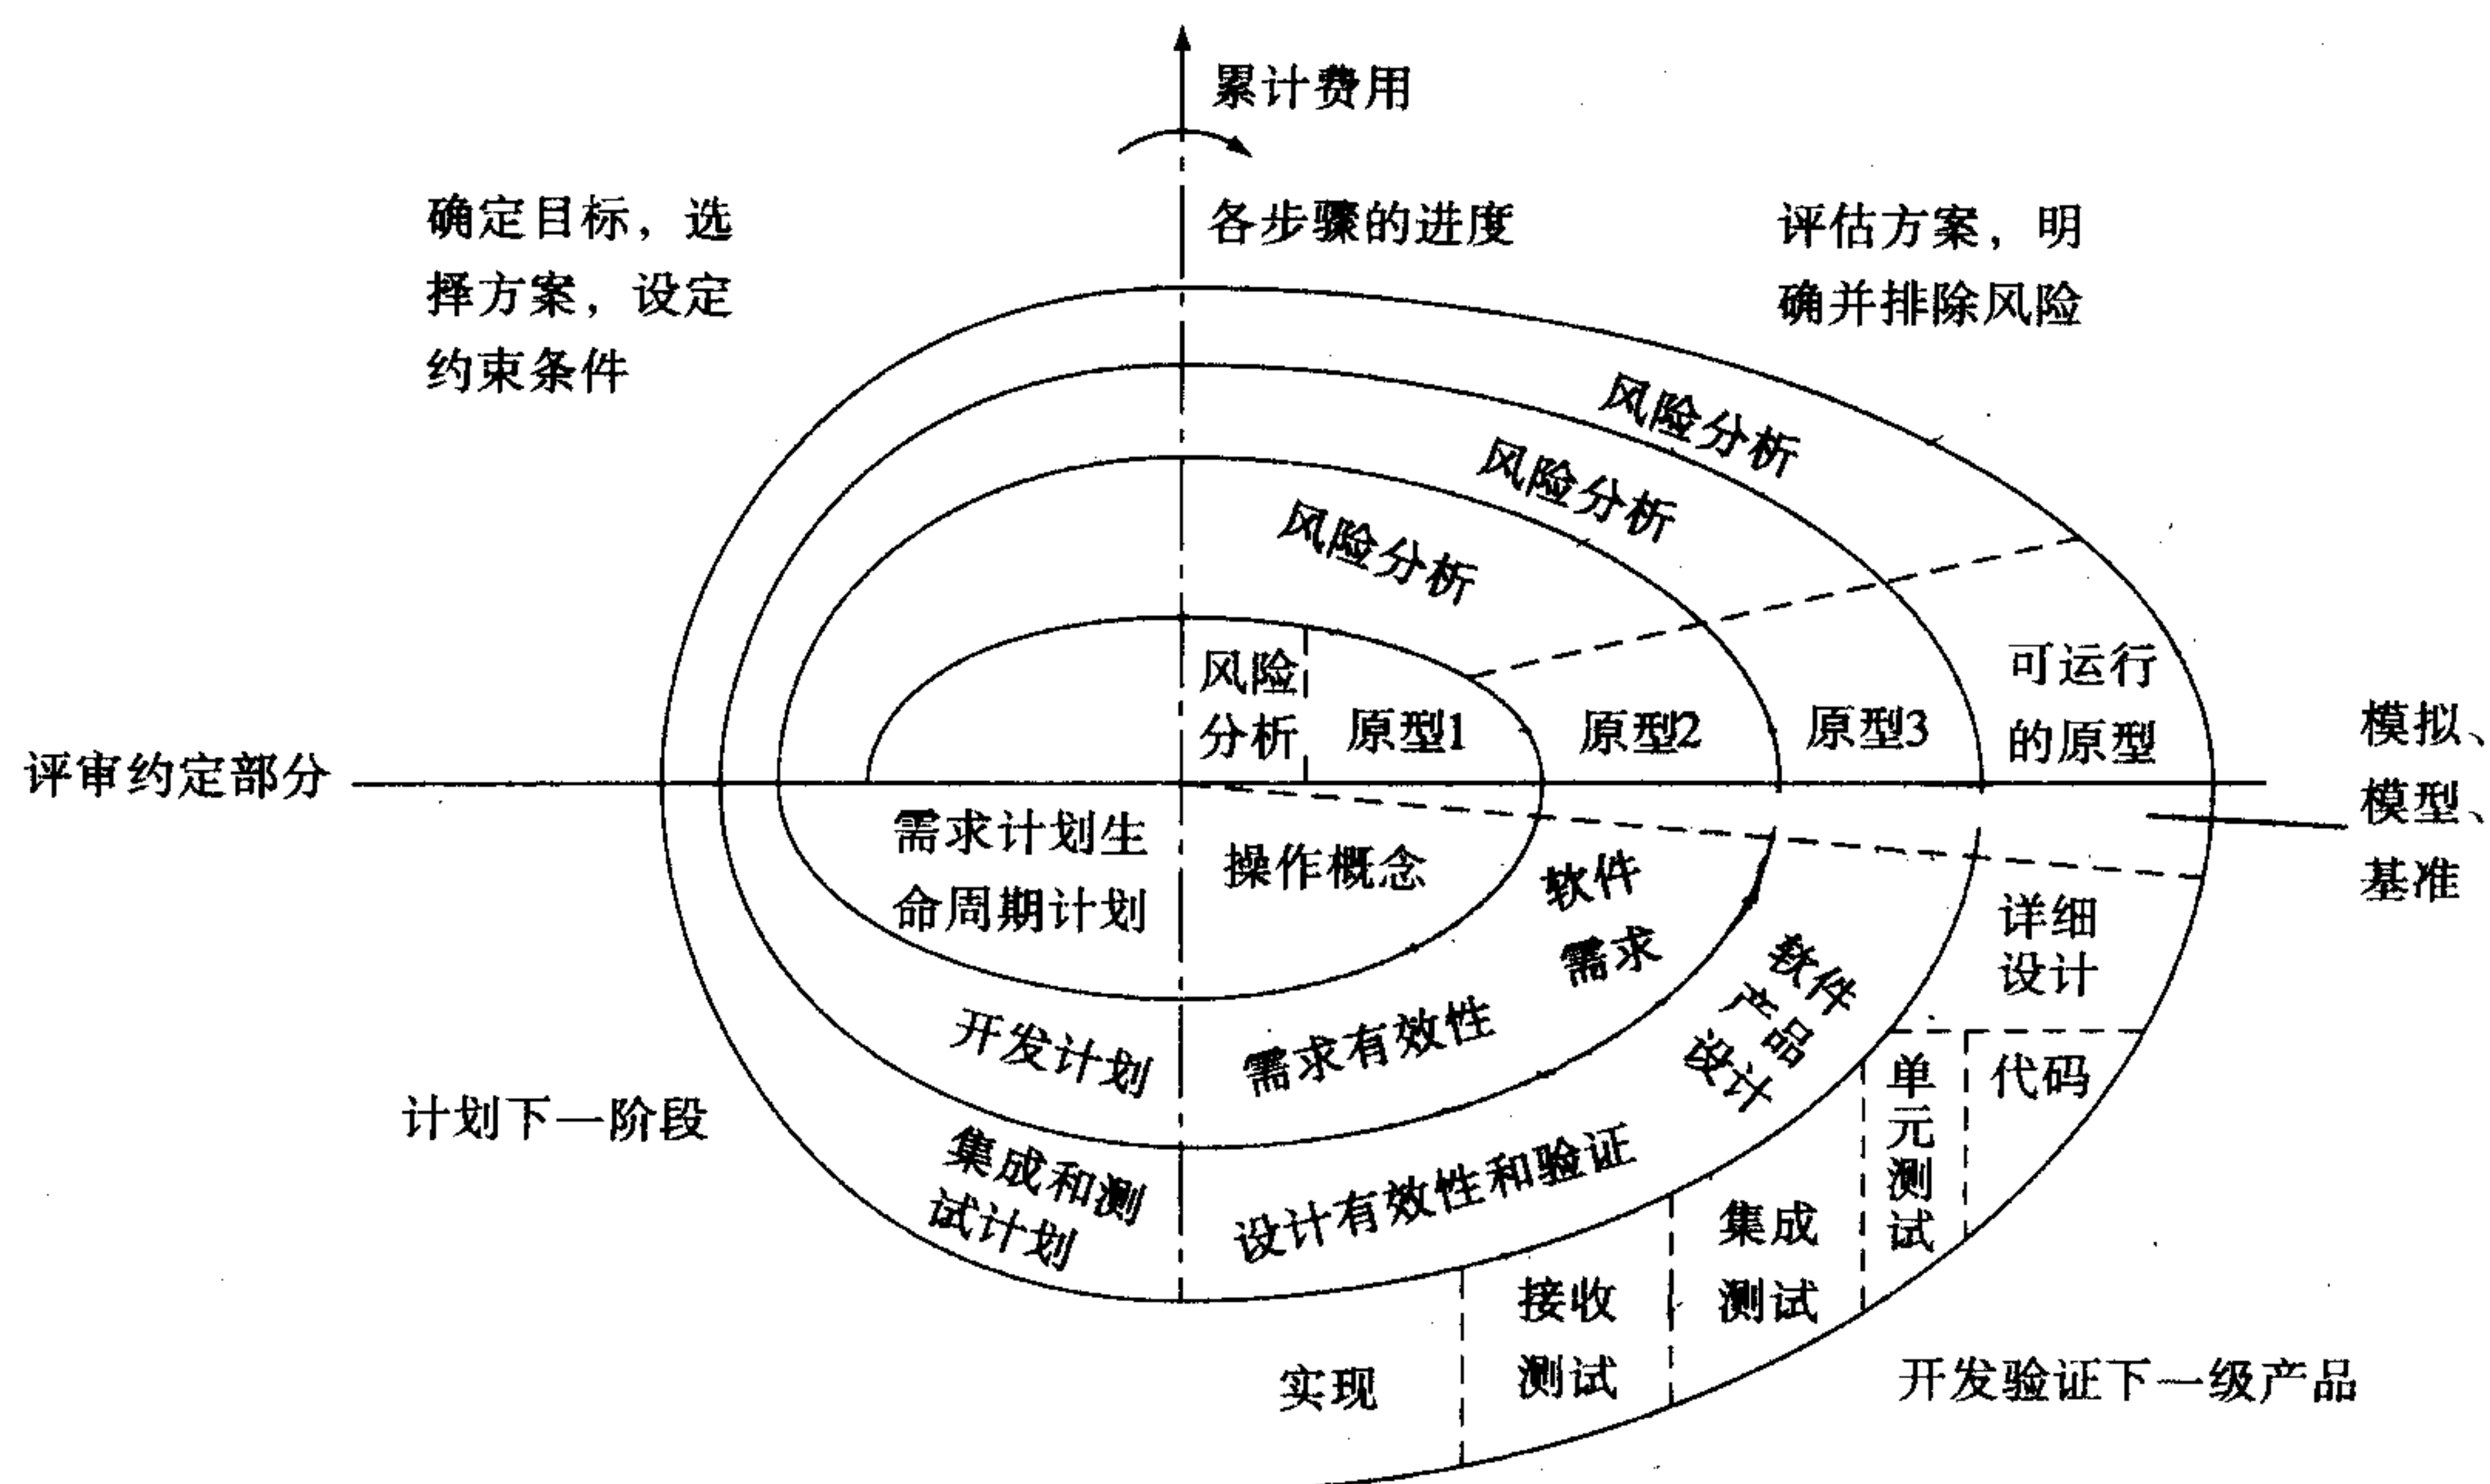 累计费用
各步骤的进度
确定目标，选
择方案，设定
约束条件
评估方案，明
确并排除风险
风险分析
风险分析
风险分析
风险
分析
原型1
原型2
原型3
可运行
的原型
评审约定部分
模拟、
模型、
基准
需求计划生
命周期计划
操作概念
软件
需求
软件
产品
设计
详细
设计
开发计划
需求有效性
单
元
测
试
代码
计划下一阶段
集成和测
试计划
设计有效性和验证
集成
测试
接收
测试
实现
开发验证下一级产品